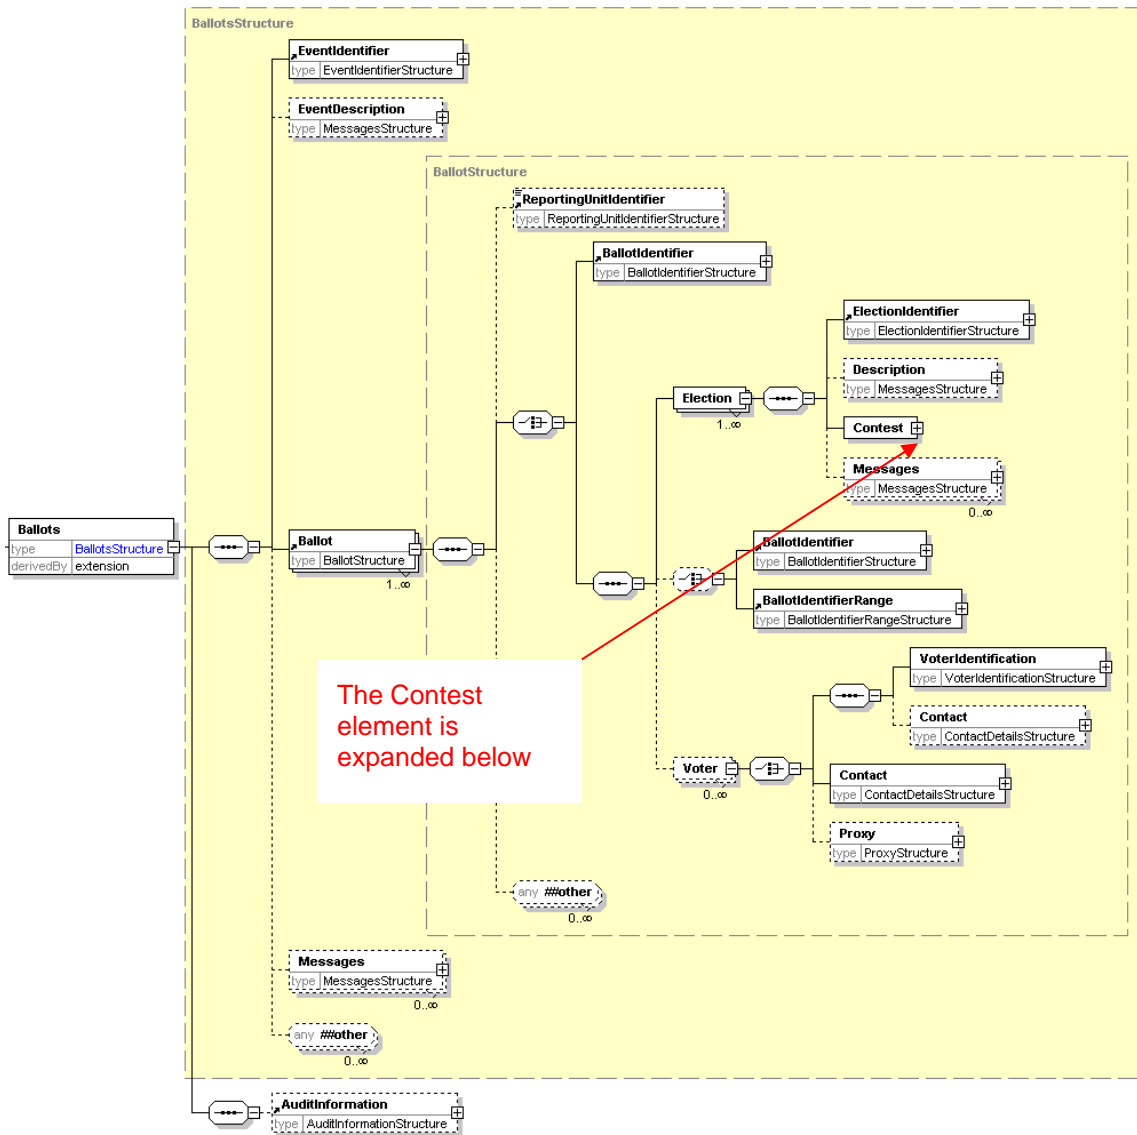 BallotsStructure
EventIdentifier
type EventIdentifierStructure
EventDescription
type MessagesStructure
BallotStructure
ReportingUnitIdentifier
type ReportingUnitIdentifierStructure
BallotIdentifier
type BallotIdentifierStructure
ElectionIdentifier
type ElectionIdentifierStructure
Description
type MessagesStructure
Election
1..∞
Contest
Messages
type MessagesStructure
0..∞
Ballots
type BallotsStructure
derivedBy extension
Ballot
type BallotStructure
1..∞
BallotIdentifier
type BallotIdentifierStructure
BallotIdentifierRange
type BallotIdentifierRangeStructure
The Contest
element is
expanded below
VoterIdentification
type VoterIdentificationStructure
Contact
type ContactDetailsStructure
Voter
0..∞
Contact
type ContactDetailsStructure
Proxy
type ProxyStructure
any ##other
0..∞
Messages
type MessagesStructure
0..∞
any ##other
0..∞
AuditInformation
type AuditInformationStructure